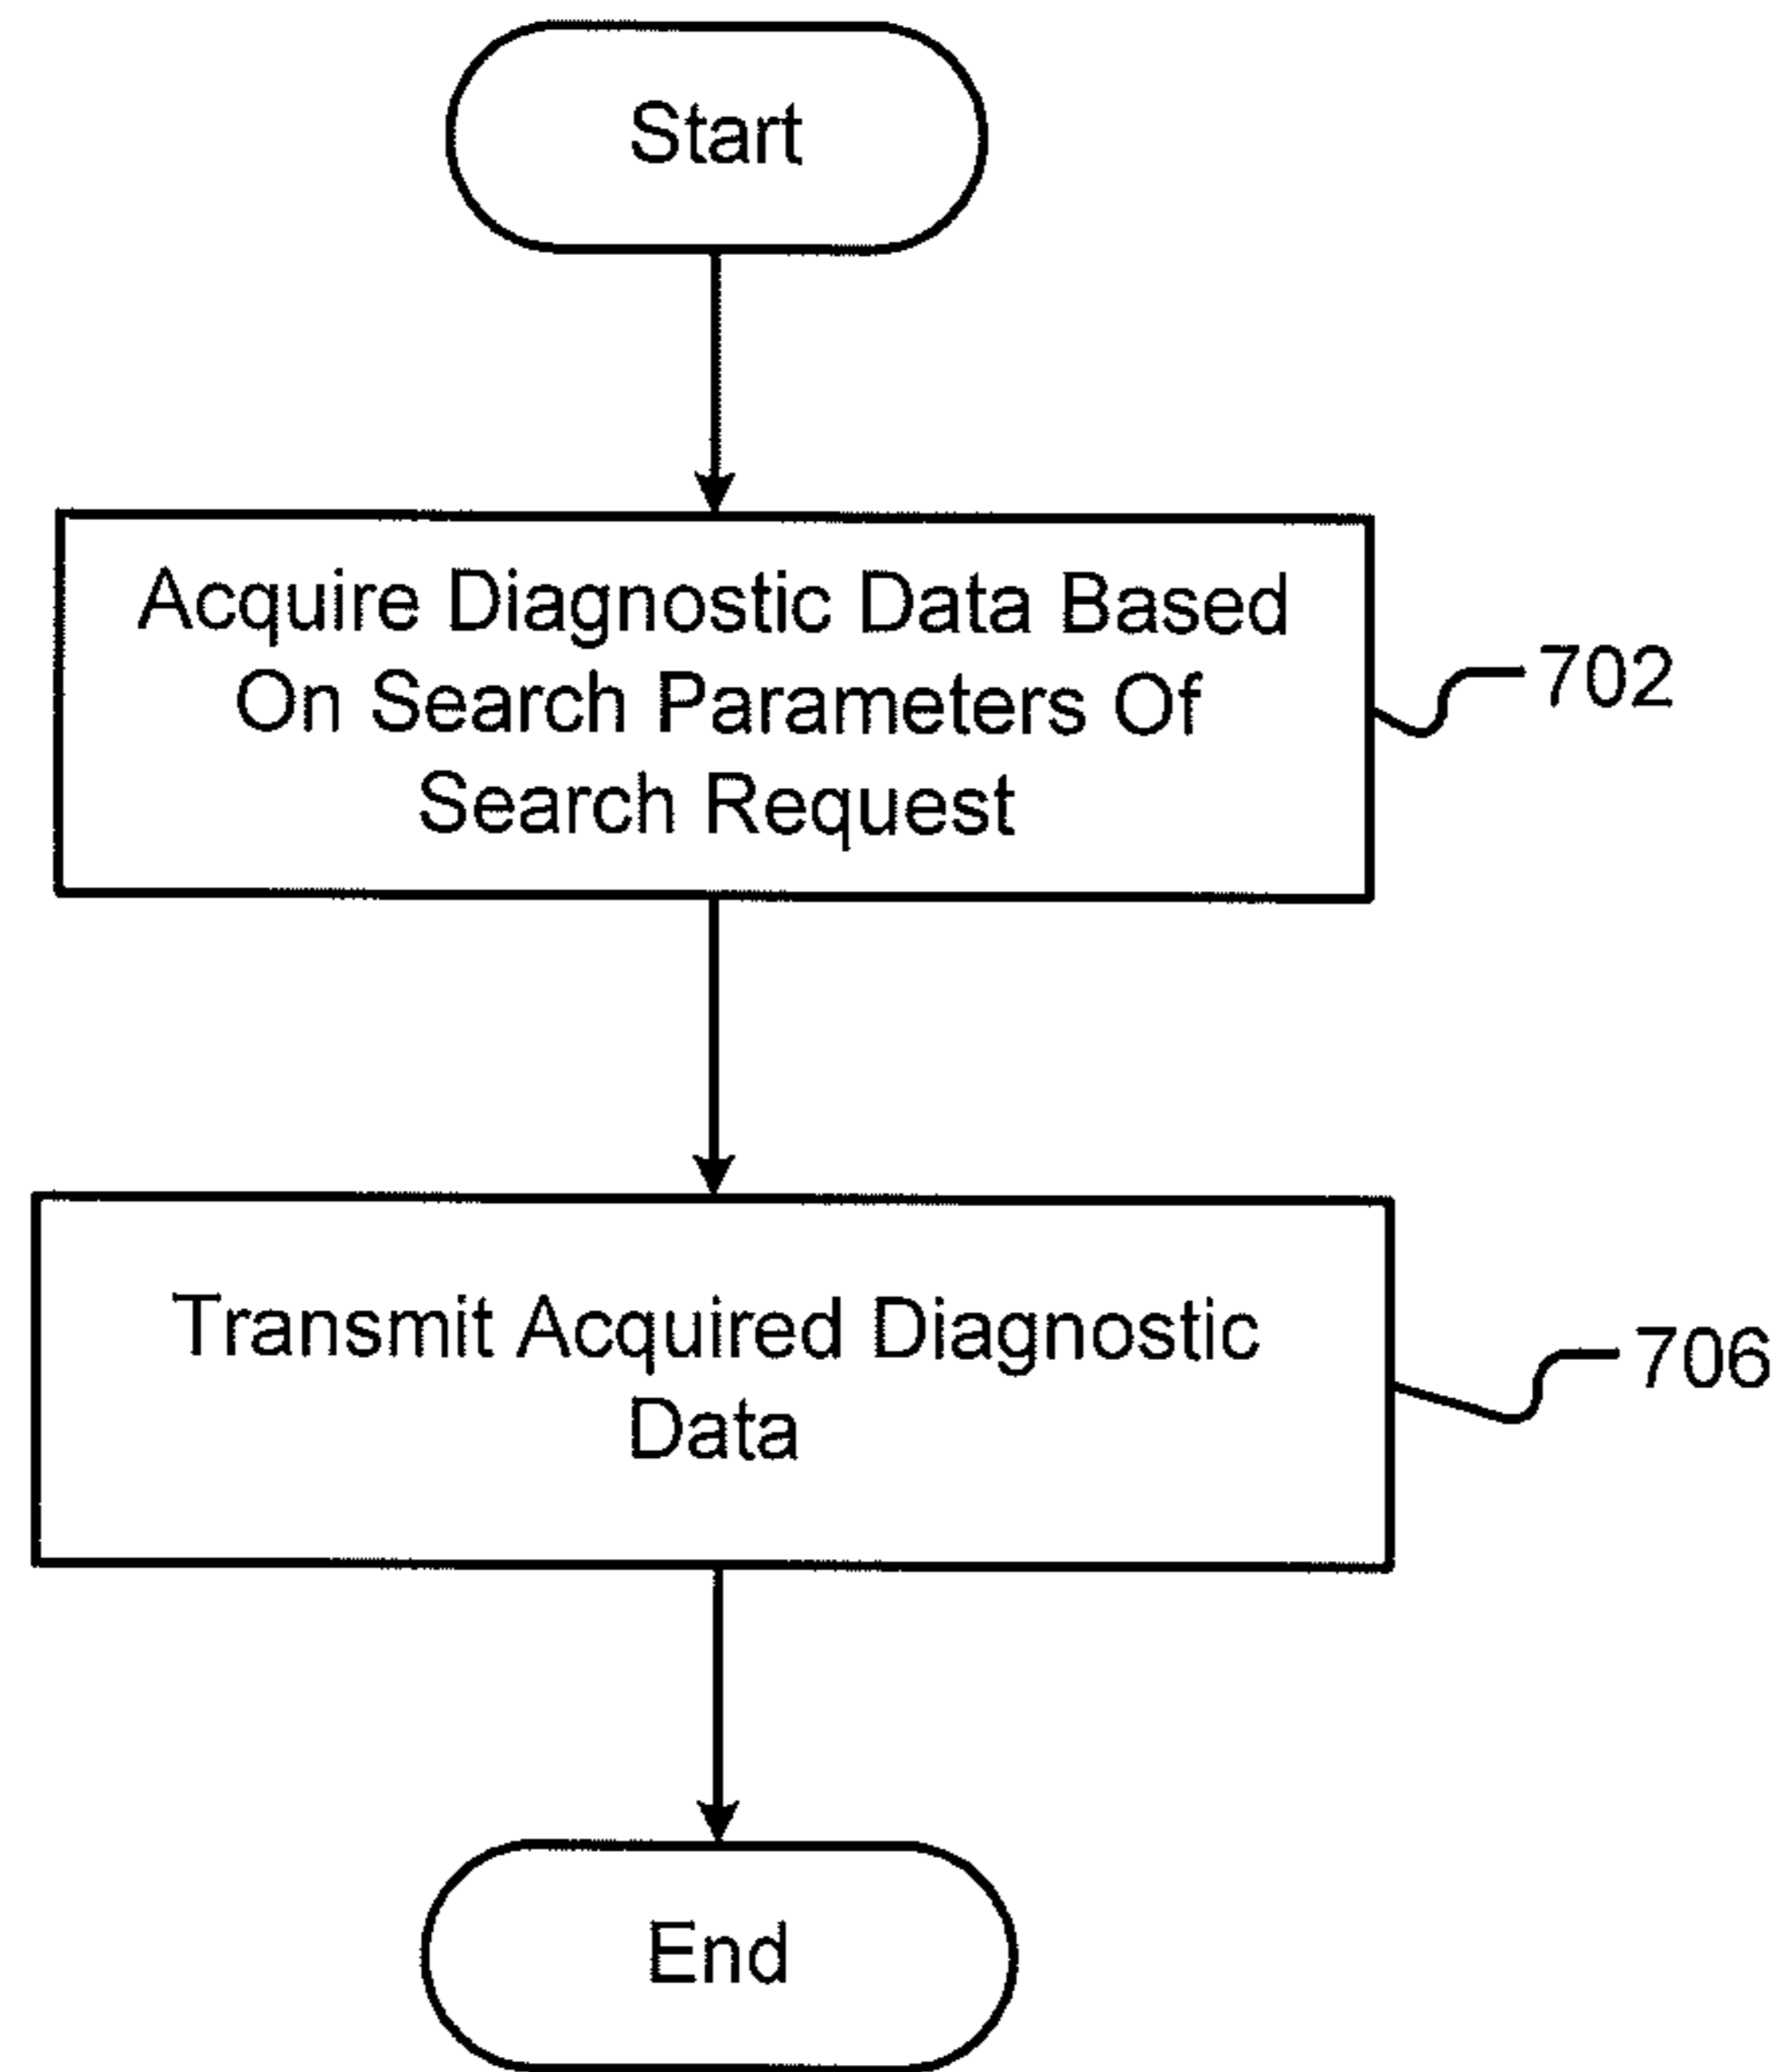 Start
Acquire Diagnostic Data Based
On Search Parameters Of
Search Request
702
Transmit Acquired Diagnostic
Data
706
End